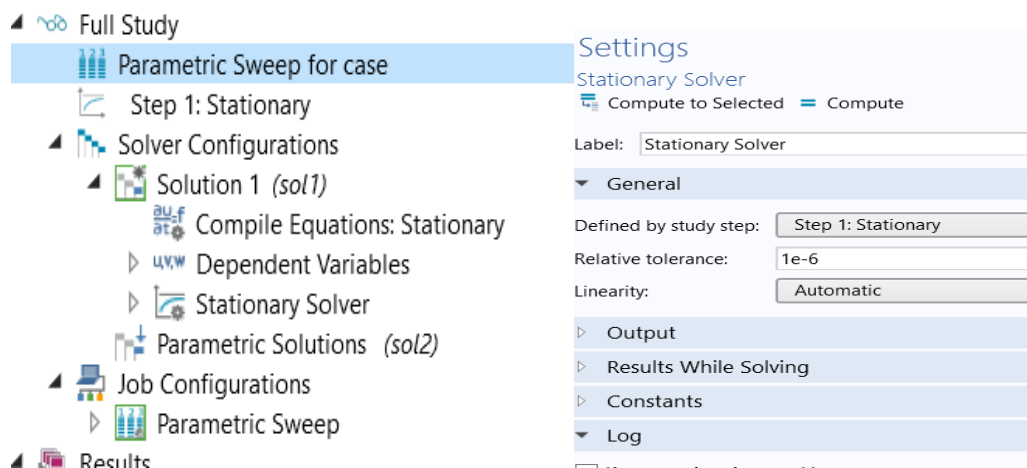 Full Study
Parametric Sweep for case
Step 1: Stationary
Solver Configurations
Solution 1 (sol1)
Compile Equations: Stationary
Dependent Variables
Stationary Solver
Parametric Solutions (sol2)
Job Configurations
Parametric Sweep
Results
Settings
Stationary Solver
Compute to Selected = Compute
Label: Stationary Solver
General
Defined by study step: Step 1: Stationary
Relative tolerance: 1e-6
Linearity: Automatic
Output
Results While Solving
Constants
Log